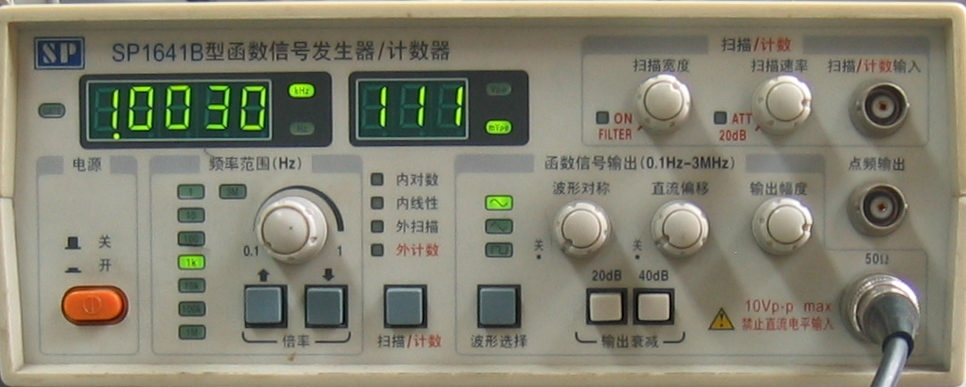 SP SP1641B型函数信号发生器/计数器
扫描/计数
扫描宽度 扫描速率 扫描/计数输入
1.0030 kHz
Hz
111 Vpp
mVpp
ON
FILTER
ATT
20dB
电源
频率范围(Hz)
函数信号输出(0.1Hz-3MHz)
点频输出
1 3M
10
100
1k
10k
100k
1M
0.1 1
内对数
内线性
外扫描
外计数
波形对称 直流偏移 输出幅度
关 关
关
开
20dB 40dB
50Ω
10Vp-p max
禁止直流电平输入
倍率
扫描/计数
波形选择
输出衰减